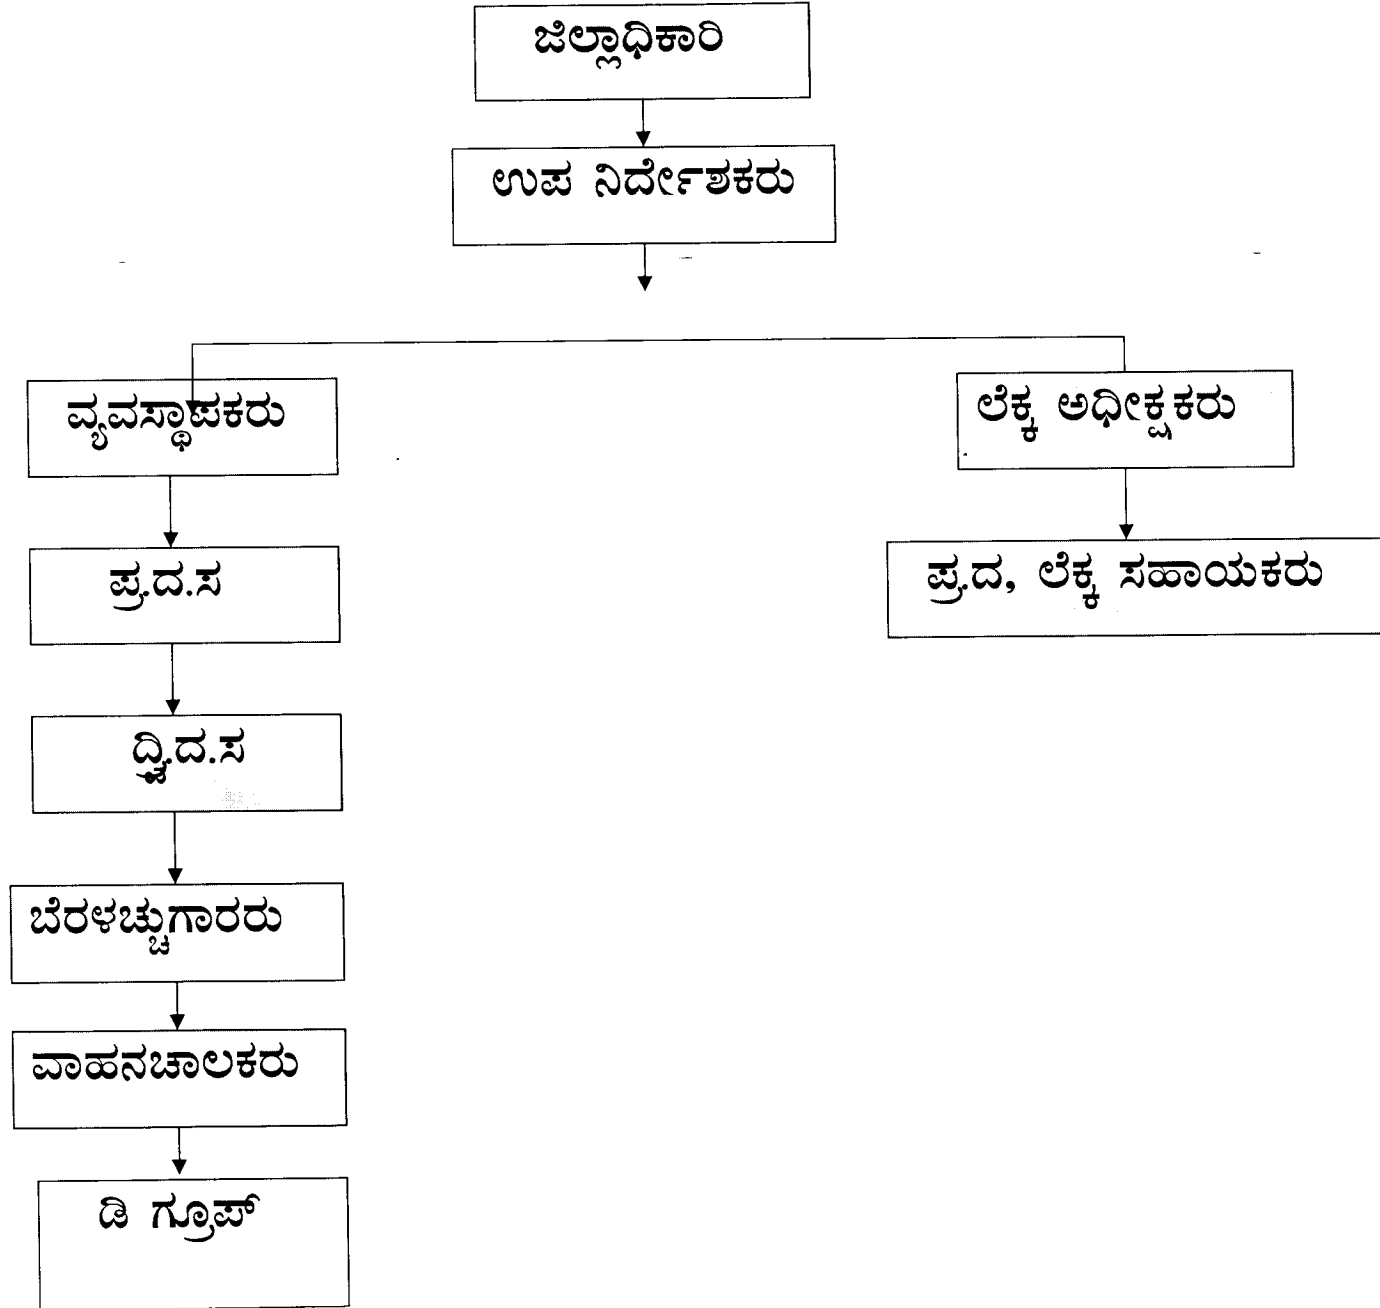 ಜಿಲ್ಲಾಧಿಕಾರಿ
ಉಪ ನಿರ್ದೇಶಕರು
ವ್ಯವಸ್ಥಾಪಕರು
ಲೆಕ್ಕ ಅಧೀಕ್ಷಕರು
ಪ್ರ.ದ.ಸ
ಪ್ರ.ದ, ಲೆಕ್ಕ ಸಹಾಯಕರು
ದ್ವಿ.ದ.ಸ
ಬೆರಳಚ್ಚುಗಾರರು
ವಾಹನಚಾಲಕರು
ಡಿ ಗ್ರೂಪ್